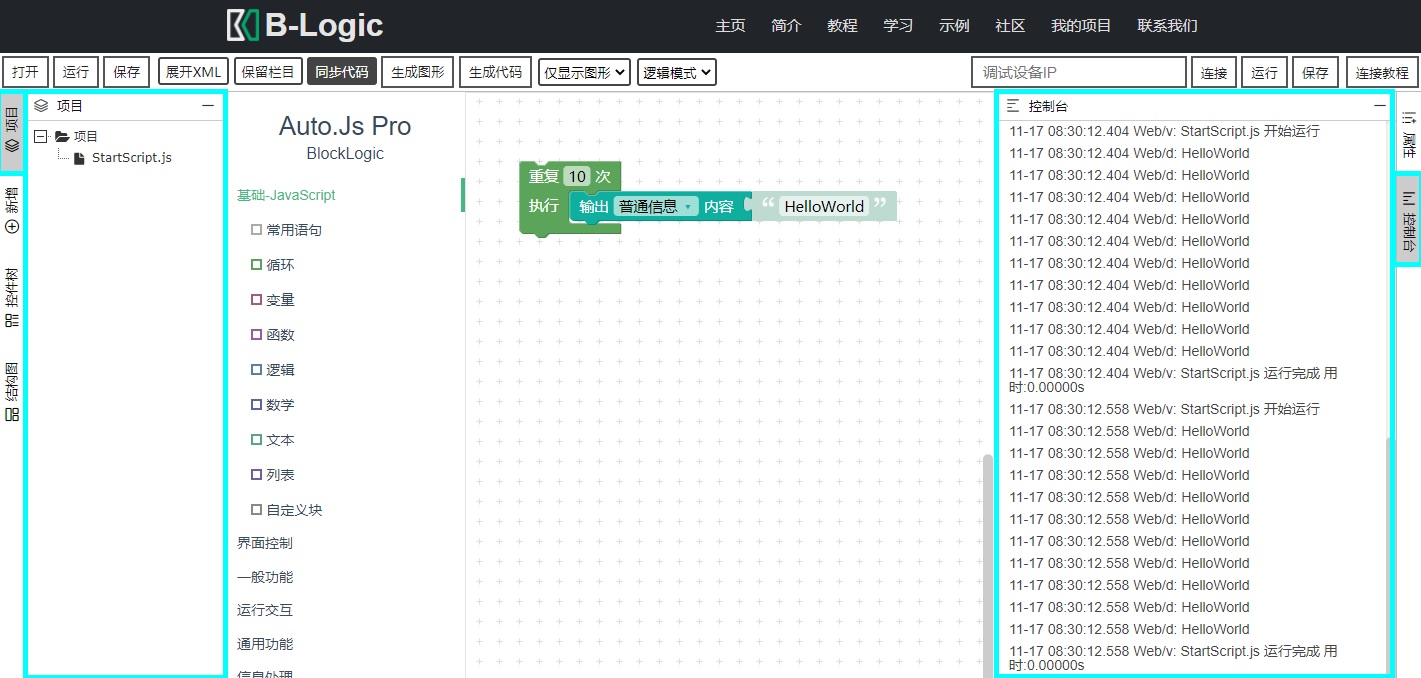 B-Logic
主页 简介 教程 学习 示例 社区 我的项目 联系我们
打开 运行 保存 展开XML 保留栏目 同步代码 生成图形 生成代码 仅显示图形 逻辑模式 调试设备IP 连接 运行 保存 连接教程
项目
新增
控件树
结构图
项目
项目
StartScript.js
Auto.Js Pro
BlockLogic
基础-JavaScript
常用语句
循环
变量
函数
逻辑
数学
文本
列表
自定义块
界面控制
一般功能
运行交互
通用功能
信息处理
重复 10 次
执行 输出 普通信息 内容 “ HelloWorld ”
控制台
11-17 08:30:12.404 Web/v: StartScript.js 开始运行
11-17 08:30:12.404 Web/d: HelloWorld
11-17 08:30:12.404 Web/d: HelloWorld
11-17 08:30:12.404 Web/d: HelloWorld
11-17 08:30:12.404 Web/d: HelloWorld
11-17 08:30:12.404 Web/d: HelloWorld
11-17 08:30:12.404 Web/d: HelloWorld
11-17 08:30:12.404 Web/d: HelloWorld
11-17 08:30:12.404 Web/d: HelloWorld
11-17 08:30:12.404 Web/d: HelloWorld
11-17 08:30:12.404 Web/d: HelloWorld
11-17 08:30:12.404 Web/v: StartScript.js 运行完成 用
时:0.00000s
11-17 08:30:12.558 Web/v: StartScript.js 开始运行
11-17 08:30:12.558 Web/d: HelloWorld
11-17 08:30:12.558 Web/d: HelloWorld
11-17 08:30:12.558 Web/d: HelloWorld
11-17 08:30:12.558 Web/d: HelloWorld
11-17 08:30:12.558 Web/d: HelloWorld
11-17 08:30:12.558 Web/d: HelloWorld
11-17 08:30:12.558 Web/d: HelloWorld
11-17 08:30:12.558 Web/d: HelloWorld
11-17 08:30:12.558 Web/d: HelloWorld
11-17 08:30:12.558 Web/d: HelloWorld
11-17 08:30:12.558 Web/v: StartScript.js 运行完成 用
时:0.00000s
属性
控制台